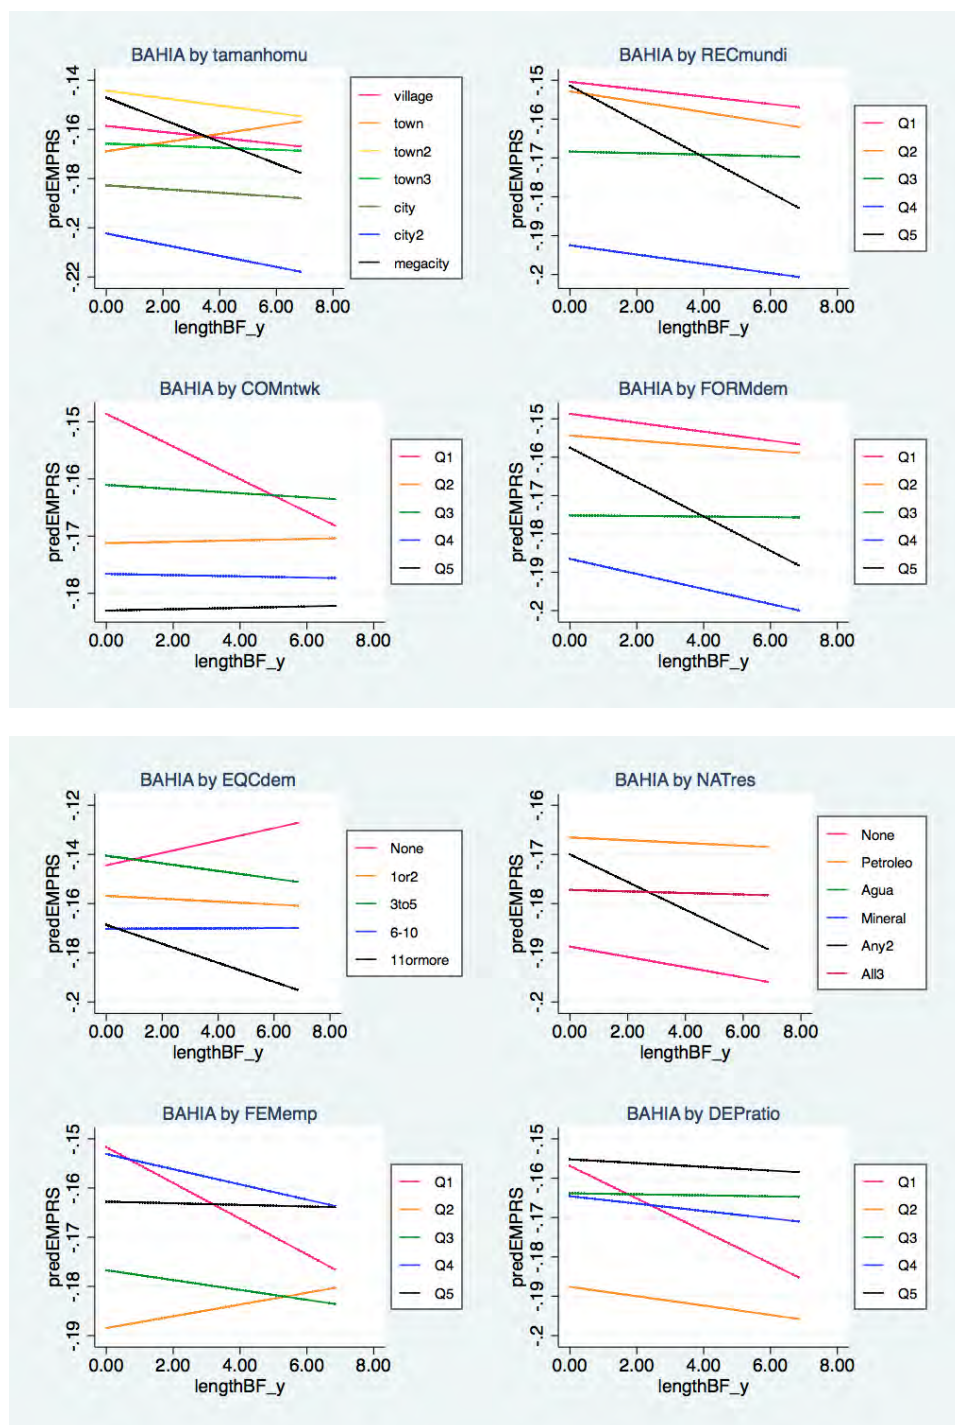 BAHIA by tamanhomu
predEMPRS
-.14
-.16
-.18
-.2
-.22
0.00 2.00 4.00 6.00 8.00
lengthBF_y
village
town
town2
town3
city
city2
megacity
BAHIA by RECmundi
predEMPRS
-.15
-.16
-.17
-.18
-.19
-.2
0.00 2.00 4.00 6.00 8.00
lengthBF_y
Q1
Q2
Q3
Q4
Q5
BAHIA by COMntwk
predEMPRS
-.15
-.16
-.17
-.18
0.00 2.00 4.00 6.00 8.00
lengthBF_y
Q1
Q2
Q3
Q4
Q5
BAHIA by FORMdem
predEMPRS
-.15
-.16
-.17
-.18
-.19
-.2
0.00 2.00 4.00 6.00 8.00
lengthBF_y
Q1
Q2
Q3
Q4
Q5
BAHIA by EQCdem
predEMPRS
-.12
-.14
-.16
-.18
-.2
0.00 2.00 4.00 6.00 8.00
lengthBF_y
None
1or2
3to5
6-10
11ormore
BAHIA by NATres
predEMPRS
-.16
-.17
-.18
-.19
-.2
0.00 2.00 4.00 6.00 8.00
lengthBF_y
None
Petroleo
Agua
Mineral
Any2
All3
BAHIA by FEMemp
predEMPRS
-.15
-.16
-.17
-.18
-.19
0.00 2.00 4.00 6.00 8.00
lengthBF_y
Q1
Q2
Q3
Q4
Q5
BAHIA by DEPratio
predEMPRS
-.15
-.16
-.17
-.18
-.19
-.2
0.00 2.00 4.00 6.00 8.00
lengthBF_y
Q1
Q2
Q3
Q4
Q5